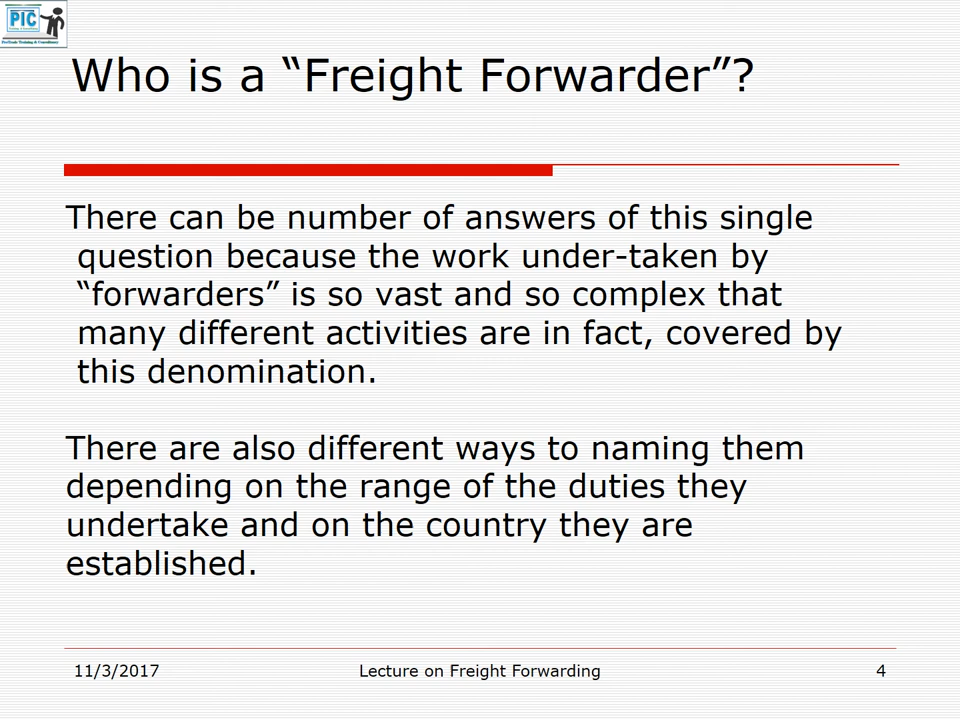 PIC
Who is a “Freight Forwarder”?
There can be number of answers of this single
question because the work under-taken by
“forwarders” is so vast and so complex that
many different activities are in fact, covered by
this denomination.
There are also different ways to naming them
depending on the range of the duties they
undertake and on the country they are
established.
11/3/2017
Lecture on Freight Forwarding
4